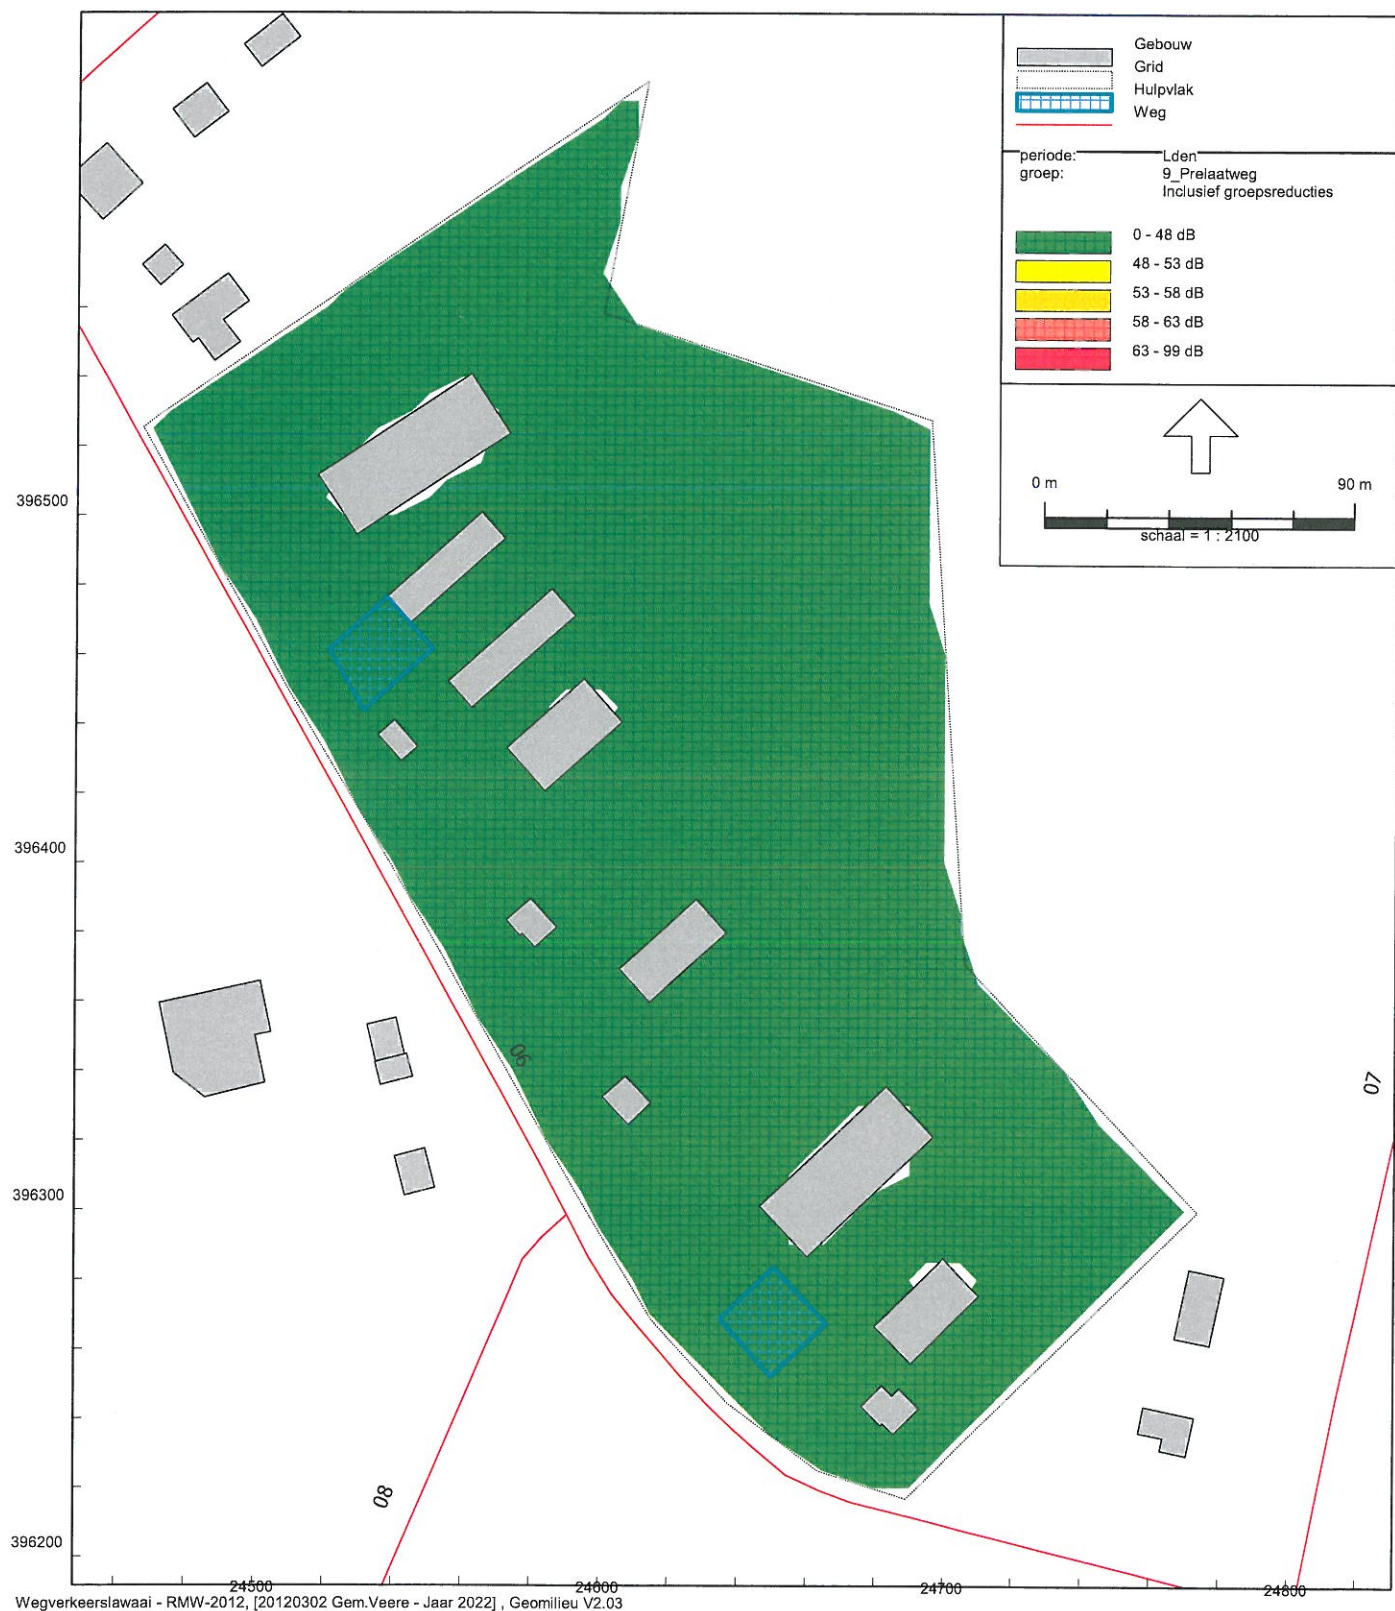 Gebouw
Grid
Hulpvlak
Weg
periode: Lden
groep: 9_Prelaatweg
Inclusief groepsreducties
0 - 48 dB
48 - 53 dB
53 - 58 dB
58 - 63 dB
63 - 99 dB
0 m 90 m
schaal = 1 : 2100
396500
396400
06
07
396300
08
396200
24500 24600 24700 24800
Wegverkeerslawaai - RMW-2012, [20120302 Gem.Veere - Jaar 2022] , Geomilieu V2.03